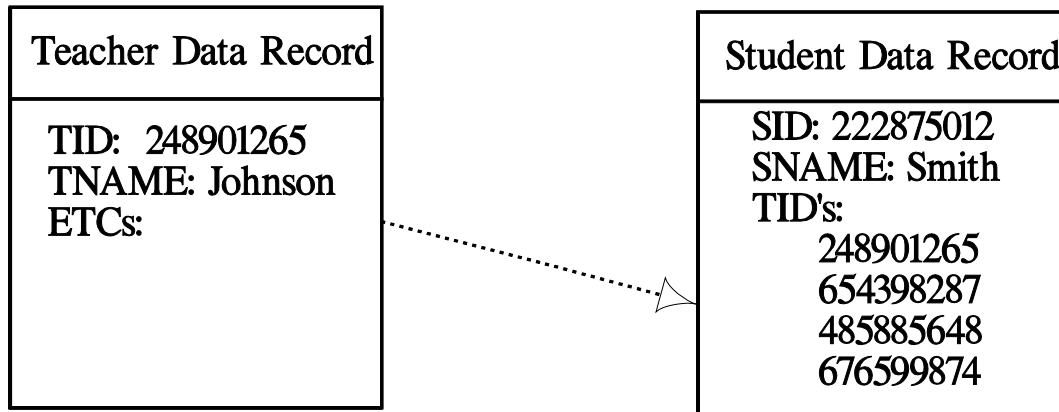 Teacher Data Record
TID: 248901265
TNAME: Johnson
ETCs:
Student Data Record
SID: 222875012
SNAME: Smith
TID's:
248901265
654398287
485885648
676599874